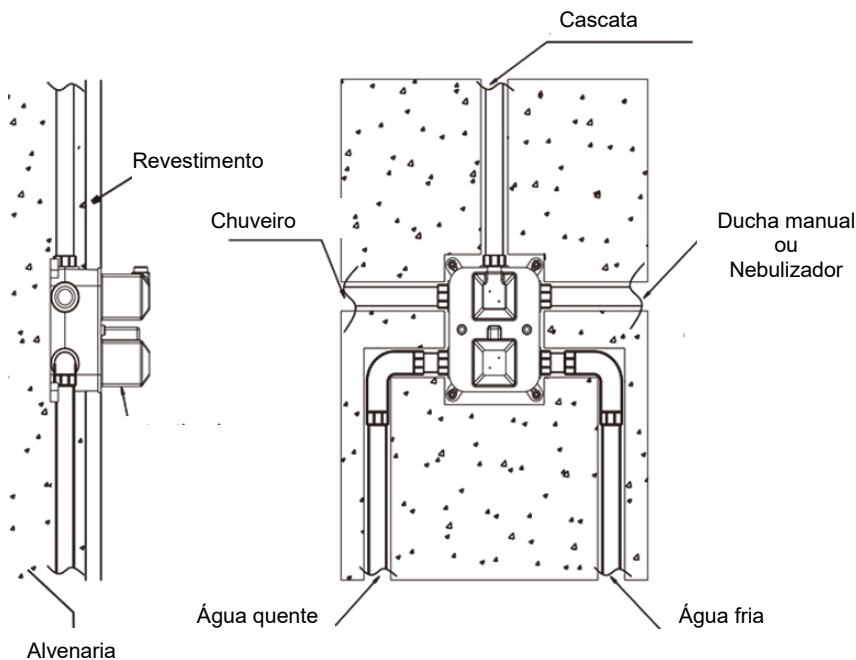 Cascata
Revestimento
Chuveiro
Ducha manual
ou
Nebulizador
Água quente
Água fria
Alvenaria